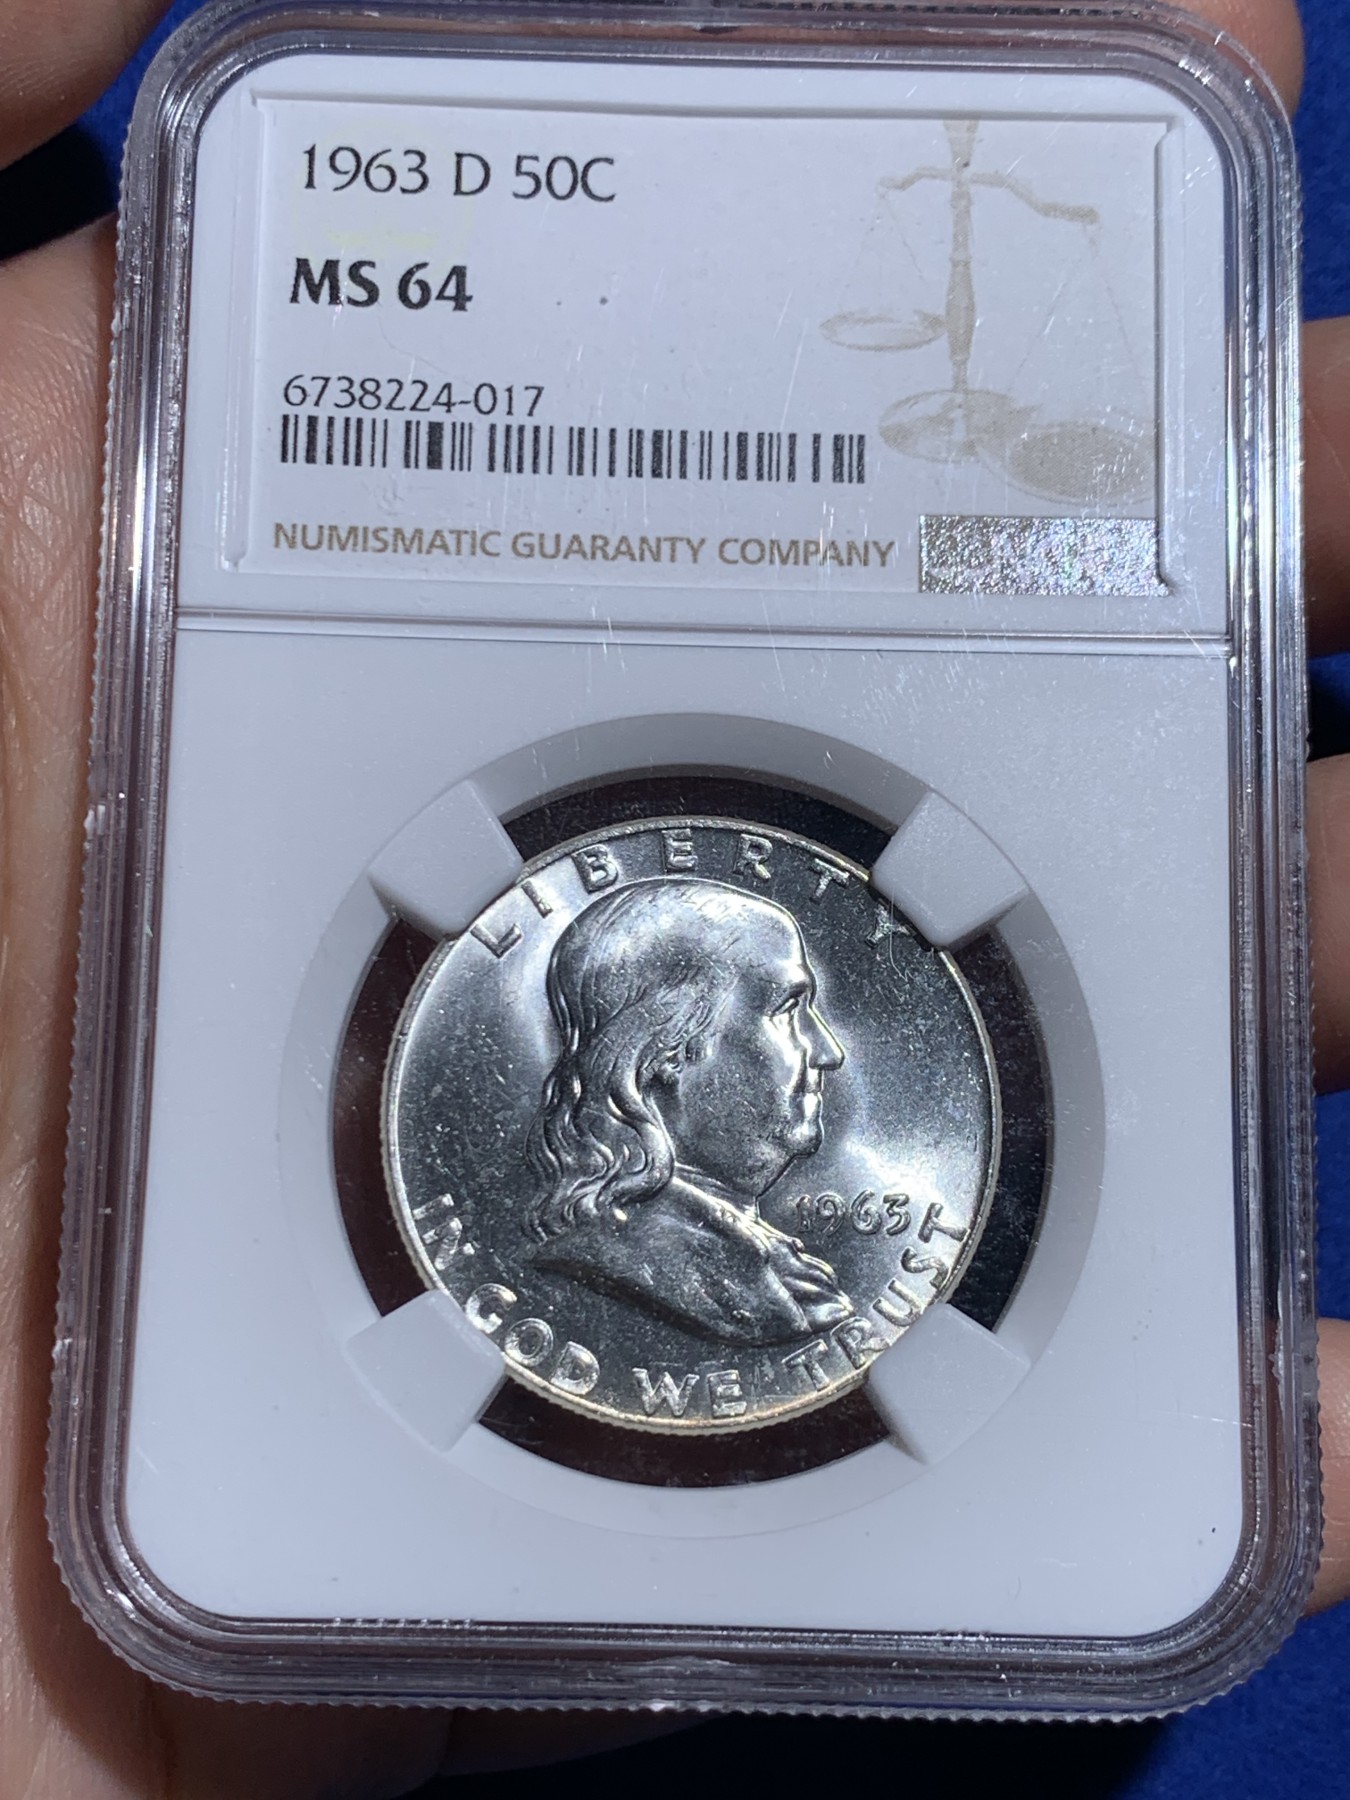 1963 D 50C
MS 64
6738224-017
NUMISMATIC GUARANTY COMPANY
LIBERTY
1963
IN GOD WE TRUST